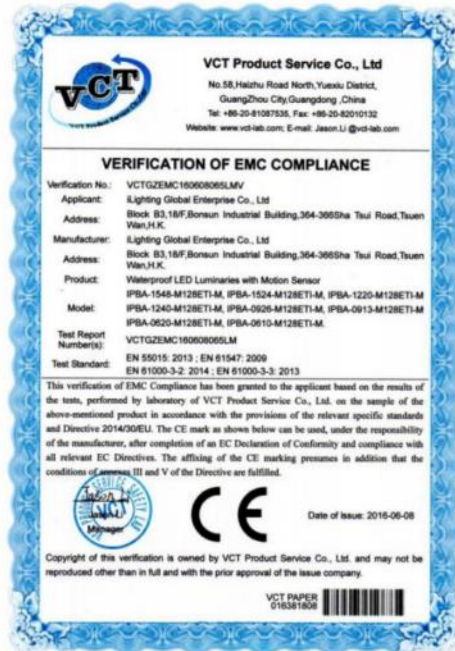 VCT
VCT Product Service Co., Ltd
No.58,Haizhu Road North,Yuexiu District,
GuangZhou City,Guangdong ,China
Tel: +86-20-81087535, Fax: +86-20-82010132
Website: www.vct-lab.com; E-mail: Jason.Li @vct-lab.com
VERIFICATION OF EMC COMPLIANCE
Verification No.: VCTGZEMC160608065LMV
Applicant: iLighting Global Enterprise Co., Ltd
Address: Block B3,18/F,Bonsun Industrial Building,364-366Sha Tsui Road,Tsuen
Wan,H.K.
Manufacturer: iLighting Global Enterprise Co., Ltd
Address: Block B3,18/F,Bonsun Industrial Building,364-366Sha Tsui Road,Tsuen
Wan,H.K.
Product: Waterproof LED Luminaries with Motion Sensor
IPBA-1548-M128ETI-M, IPBA-1524-M128ETI-M, IPBA-1220-M128ETI-M
Model: IPBA-1240-M128ETI-M, IPBA-0926-M128ETI-M, IPBA-0913-M128ETI-M
IPBA-0620-M128ETI-M, IPBA-0610-M128ETI-M.
Test Report
Number(s): VCTGZEMC160608065LM
Test Standard: EN 55015: 2013 ; EN 61547: 2009
EN 61000-3-2: 2014 ; EN 61000-3-3: 2013
This verification of EMC Compliance has been granted to the applicant based on the results of
the tests, performed by laboratory of VCT Product Service Co., Ltd. on the sample of the
above-mentioned product in accordance with the provisions of the relevant specific standards
and Directive 2014/30/EU. The CE mark as shown below can be used, under the responsibility
of the manufacturer, after completion of an EC Declaration of Conformity and compliance with
all relevant EC Directives. The affixing of the CE marking presumes in addition that the
conditions of annexes III and V of the Directive are fulfilled.
Jason Li
Jason Li
Manager
CE
Date of issue: 2016-06-08
Copyright of this verification is owned by VCT Product Service Co., Ltd. and may not be
reproduced other than in full and with the prior approval of the issue company.
VCT PAPER
016381808